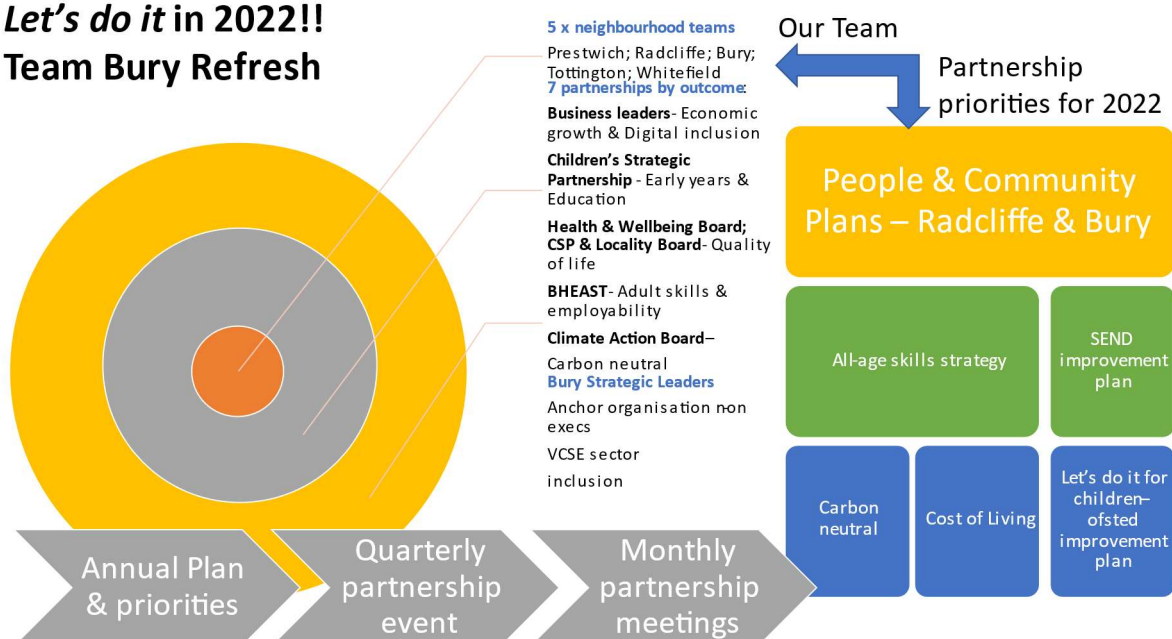 Let's do it in 2022!!
Team Bury Refresh
5 x neighbourhood teams
Prestwich; Radcliffe; Bury;
Tottington; Whitefield
7 partnerships by outcome:
Business leaders- Economic
growth & Digital inclusion
Children's Strategic
Partnership - Early years &
Education
Health & Wellbeing Board;
CSP & Locality Board- Quality
of life
BHEAST- Adult skills &
employability
Climate Action Board–
Carbon neutral
Bury Strategic Leaders
Anchor organisation non
execs
VCSE sector
inclusion
Our Team
Partnership
priorities for 2022
People & Community
Plans – Radcliffe & Bury
All-age skills strategy
SEND
improvement
plan
Carbon
neutral
Cost of Living
Let's do it for
children–
ofsted
improvement
plan
Annual Plan
& priorities
Quarterly
partnership
event
Monthly
partnership
meetings